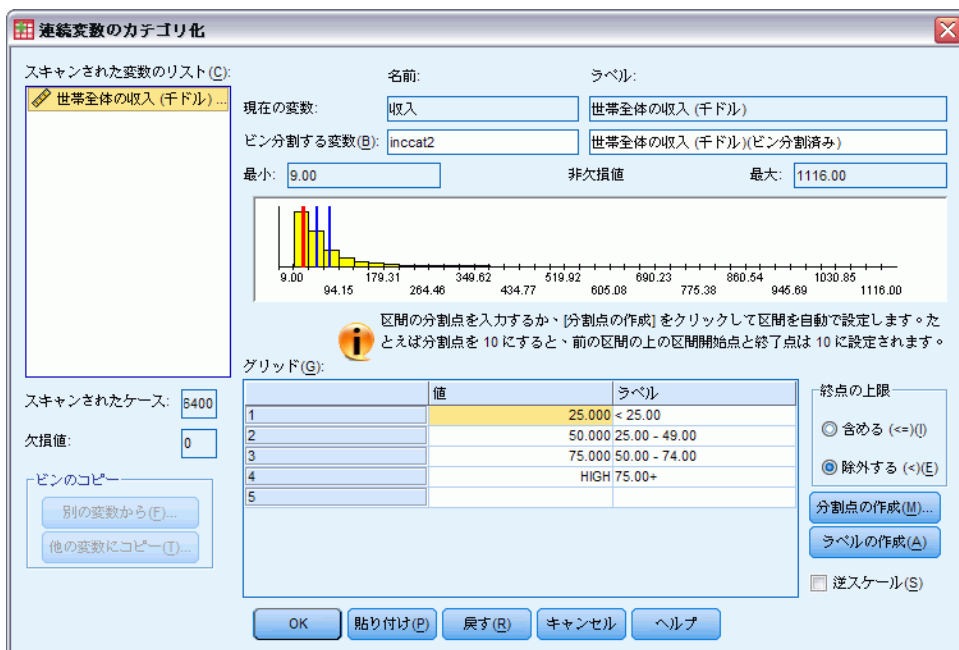 連続変数のカテゴリ化
スキャンされた変数のリスト(C):
世帯全体の収入 (千ドル) ...
名前:
ラベル:
現在の変数:
収入
世帯全体の収入 (千ドル)
ビン分割する変数(B):
inccat2
世帯全体の収入 (千ドル)(ビン分割済み)
最小:
9.00
非欠損値
最大:
1116.00
9.00 179.31 349.62 519.92 690.23 860.54 1030.85
94.15 264.46 434.77 605.08 775.38 945.69 1116.00
区間の分割点を入力するか、[分割点の作成] をクリックして区間を自動で設定します。た
とえば分割点を 10 にすると、前の区間の上の区間開始点と終了点は 10 に設定されます。
グリッド(G):
値 ラベル
1 25.000 < 25.00
2 50.000 25.00 - 49.00
3 75.000 50.00 - 74.00
4 HIGH 75.00+
5
スキャンされたケース: 6400
欠損値: 0
ビンのコピー
別の変数から(F)...
他の変数にコピー(T)...
終点の上限
含める (<=)(I)
除外する (<)(E)
分割点の作成(M)...
ラベルの作成(A)
逆スケール(S)
OK
貼り付け(P)
戻す(R)
キャンセル
ヘルプ